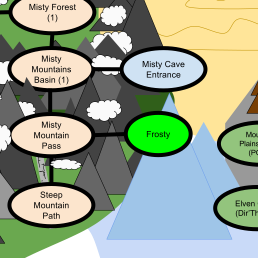 Misty Forest
(1)
Misty
Mountains
Basin (1)
Misty Cave
Entrance
Misty
Mountain
Pass
Frosty
Steep
Mountain
Path
Elven